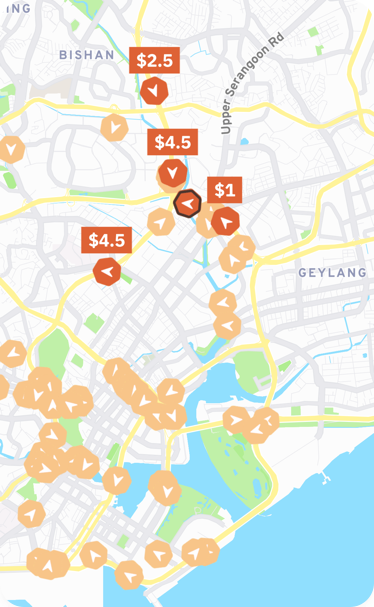 ING
BISHAN
$2.5
Upper Serangoon Rd
$4.5
$1
$4.5
GEYLANG